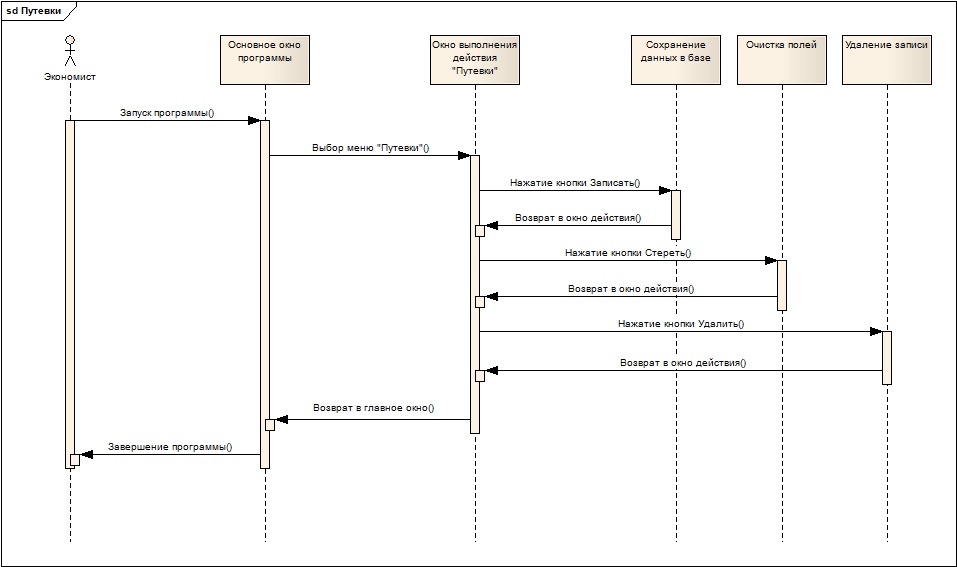 sd Путевки
Экономист
Основное окно
программы
Окно выполнения
действия
"Путевки"
Сохранение
данных в базе
Очистка полей
Удаление записи
Запуск программы()
Выбор меню "Путевки"()
Нажатие кнопки Записать()
Возврат в окно действия()
Нажатие кнопки Стереть()
Возврат в окно действия()
Нажатие кнопки Удалить()
Возврат в окно действия()
Возврат в главное окно()
Завершение программы()